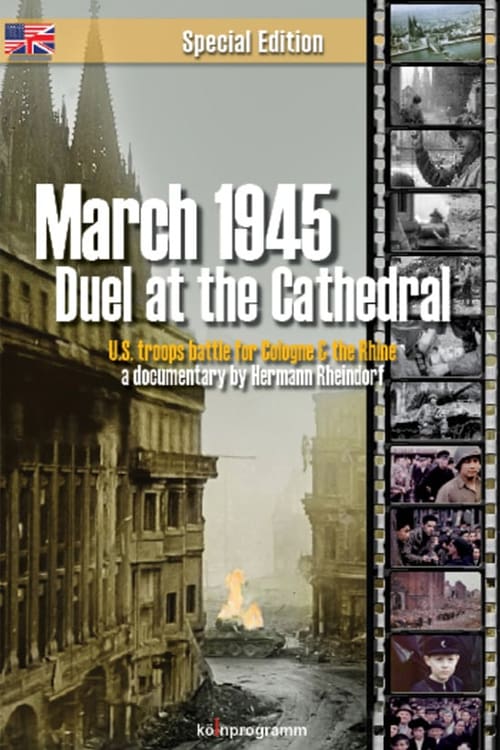 Special Edition
March 1945
Duel at the Cathedral
U.S. troops battle for Cologne & the Rhine
a documentary by Hermann Rheindorf
kölnprogramm